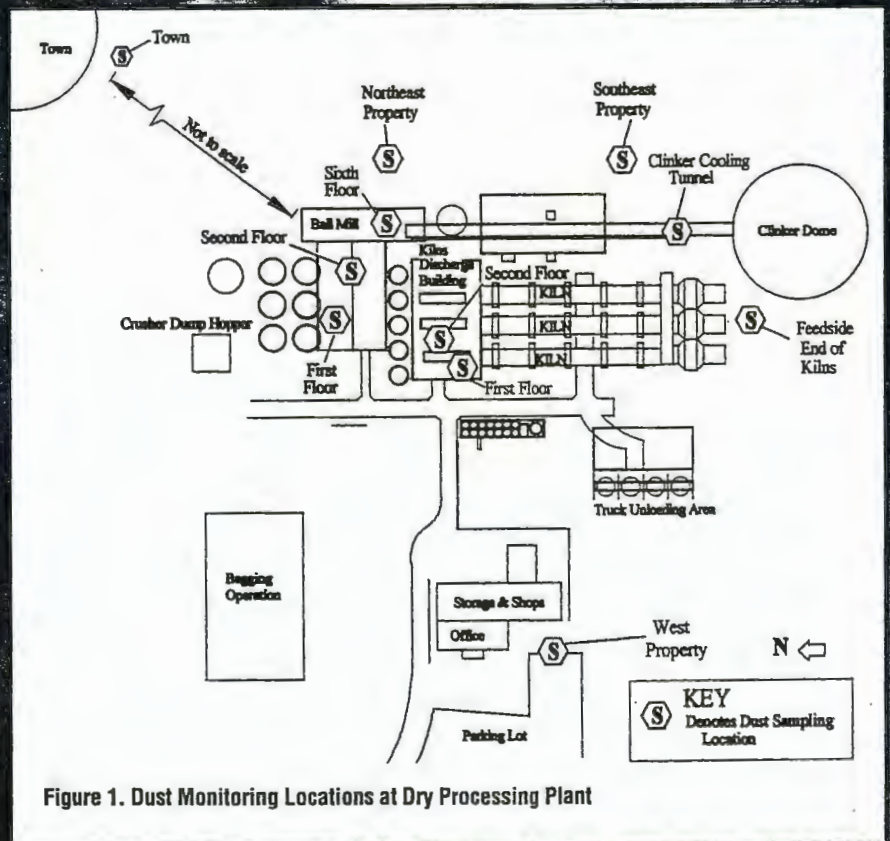 Town
Town
Northeast
Property
Southeast
Property
Not to scale
Sixth
Floor
Clinker Cooling
Tunnel
Ball Mill
Clinker Dome
Second Floor
Kilns
Discharge
Building
Second Floor
KILN
Crusher Dump Hopper
KILN
Feedside
End of
Kilns
First
Floor
KILN
First Floor
Truck Unloading Area
Bagging
Operation
Storage & Shops
Office
West
Property
N
S
S
S
S
S
S
S
S
S
S
S
S KEY
Denotes Dust Sampling
Location
Parking Lot
Figure 1. Dust Monitoring Locations at Dry Processing Plant